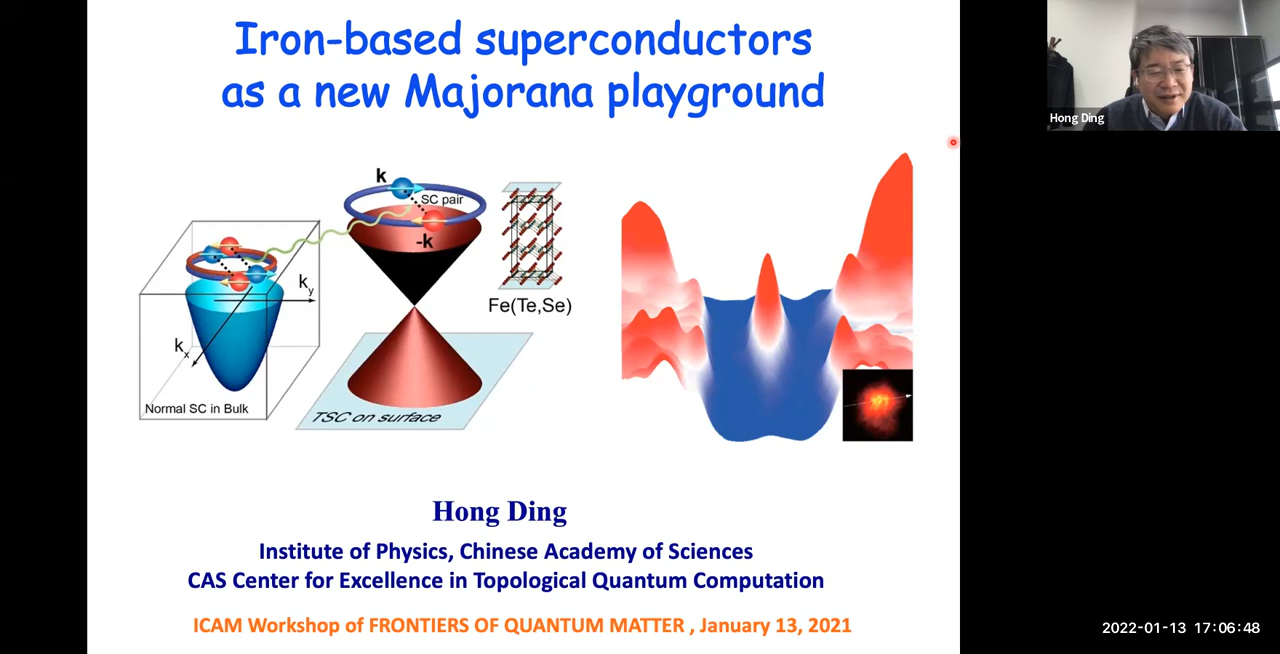 Iron-based superconductors
as a new Majorana playground
Hong Ding
k
SC pair
-k
ky
kx
Fe(Te,Se)
Normal SC in Bulk
TSC on surface
Hong Ding
Institute of Physics, Chinese Academy of Sciences
CAS Center for Excellence in Topological Quantum Computation
ICAM Workshop of FRONTIERS OF QUANTUM MATTER , January 13, 2021
2022-01-13 17:06:48